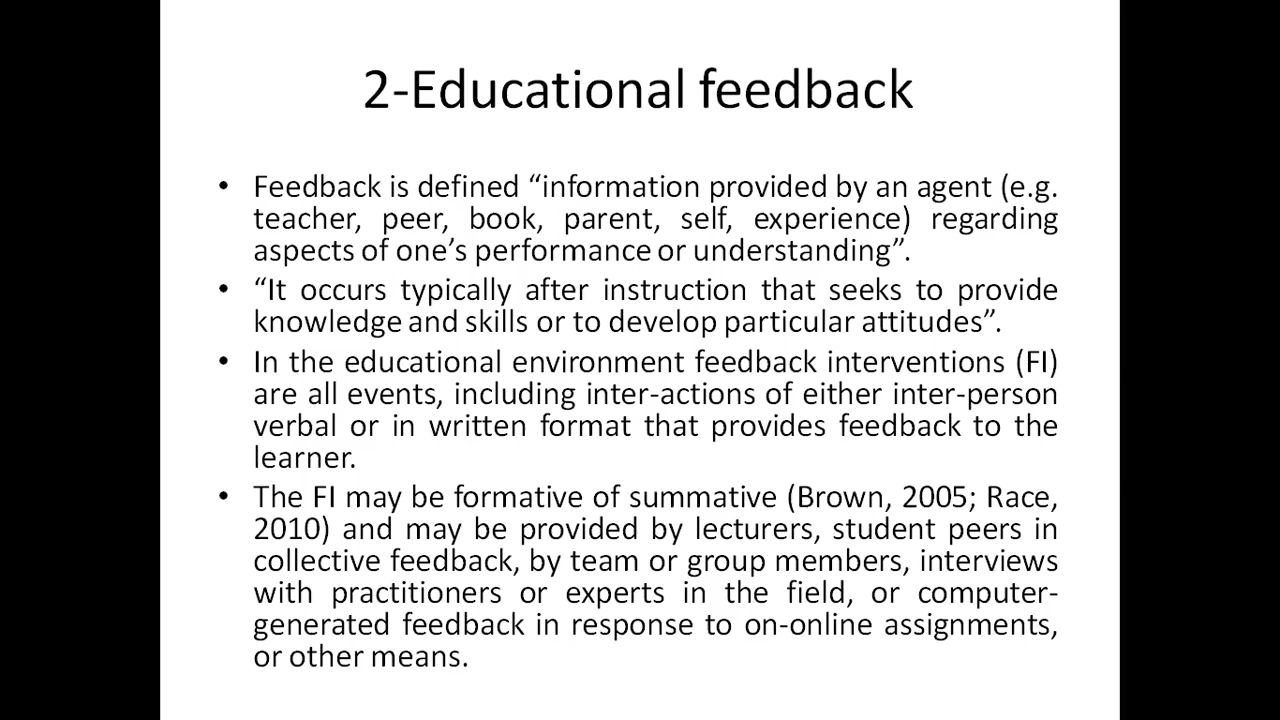 2-Educational feedback
• Feedback is defined “information provided by an agent (e.g.
teacher, peer, book, parent, self, experience) regarding
aspects of one’s performance or understanding”.
• “It occurs typically after instruction that seeks to provide
knowledge and skills or to develop particular attitudes”.
• In the educational environment feedback interventions (FI)
are all events, including inter-actions of either inter-person
verbal or in written format that provides feedback to the
learner.
• The FI may be formative of summative (Brown, 2005; Race,
2010) and may be provided by lecturers, student peers in
collective feedback, by team or group members, interviews
with practitioners or experts in the field, or computer-
generated feedback in response to on-online assignments,
or other means.